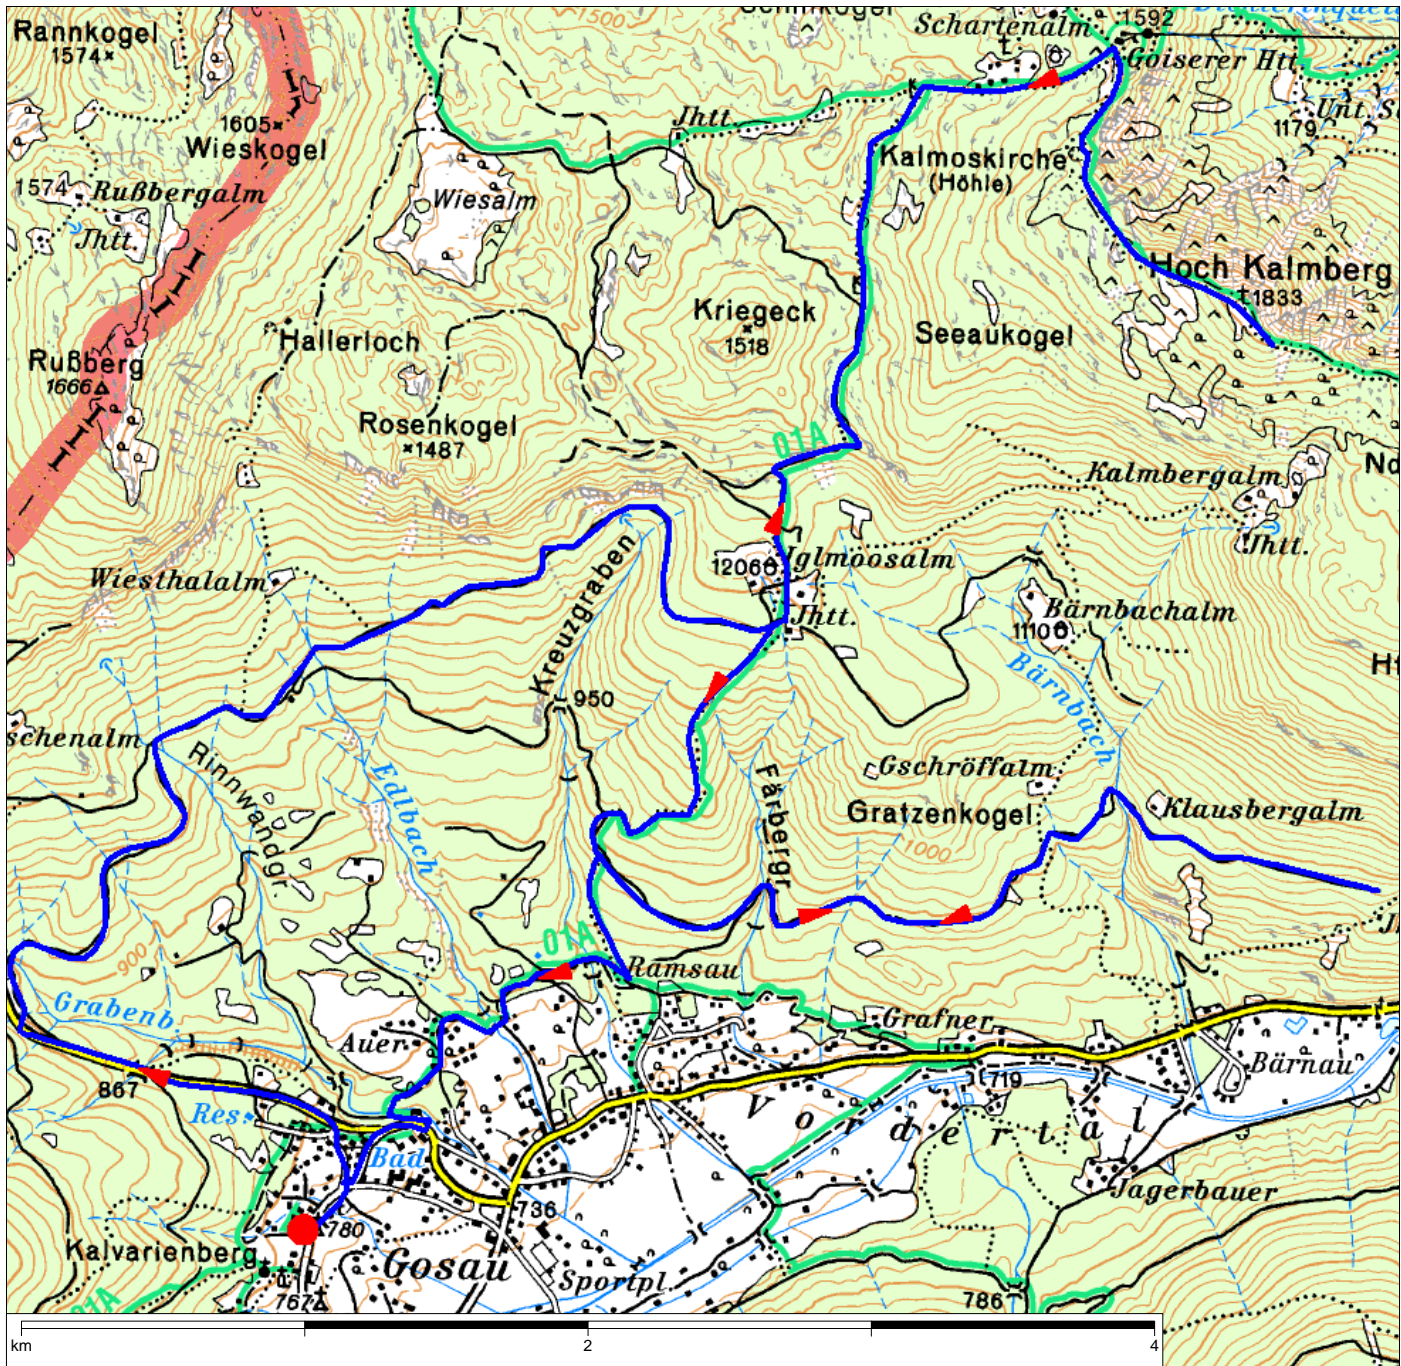 Schartenalm
1592
Rannkogel
1574
Goiserer Htt.
Jhtt.
1179
1605
Wieskogel
Kalmoskirche
(Höhle)
1574
Rußbergalm
Wiesalm
Jhtt.
Hoch Kalmberg
1833
Kriegeck
1518
Seeaukogel
Hallerloch
Rußberg
1666
Rosenkogel
1487
01A
Kalmbergalm
Jhtt.
Iglmoosalm
1206
Wiesthalalm
Kreuzgraben
Jhtt.
Bärnbachalm
1110
Bärnbach
950
schenalm
Rinnwandgr.
Edlbach
Färbergr.
Gschröffalm
Gratzenkogel
Klausbergalm
1000
01A
900
Ramsau
Grabenb.
Auer
Grafner
Bärnau
867
719
Res.
Vordertal
Bad
Jagerbauer
736
780
Kalvarienberg
Gosau
Sportpl.
767
786
01A
km
2
4